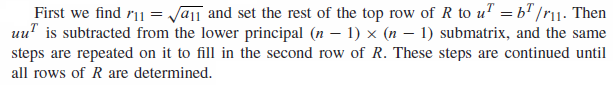 First we find r₁₁ = √a₁₁ and set the rest of the top row of R to uᵀ = bᵀ/r₁₁. Then
uuᵀ is subtracted from the lower principal (n − 1) × (n − 1) submatrix, and the same
steps are repeated on it to fill in the second row of R. These steps are continued until
all rows of R are determined.